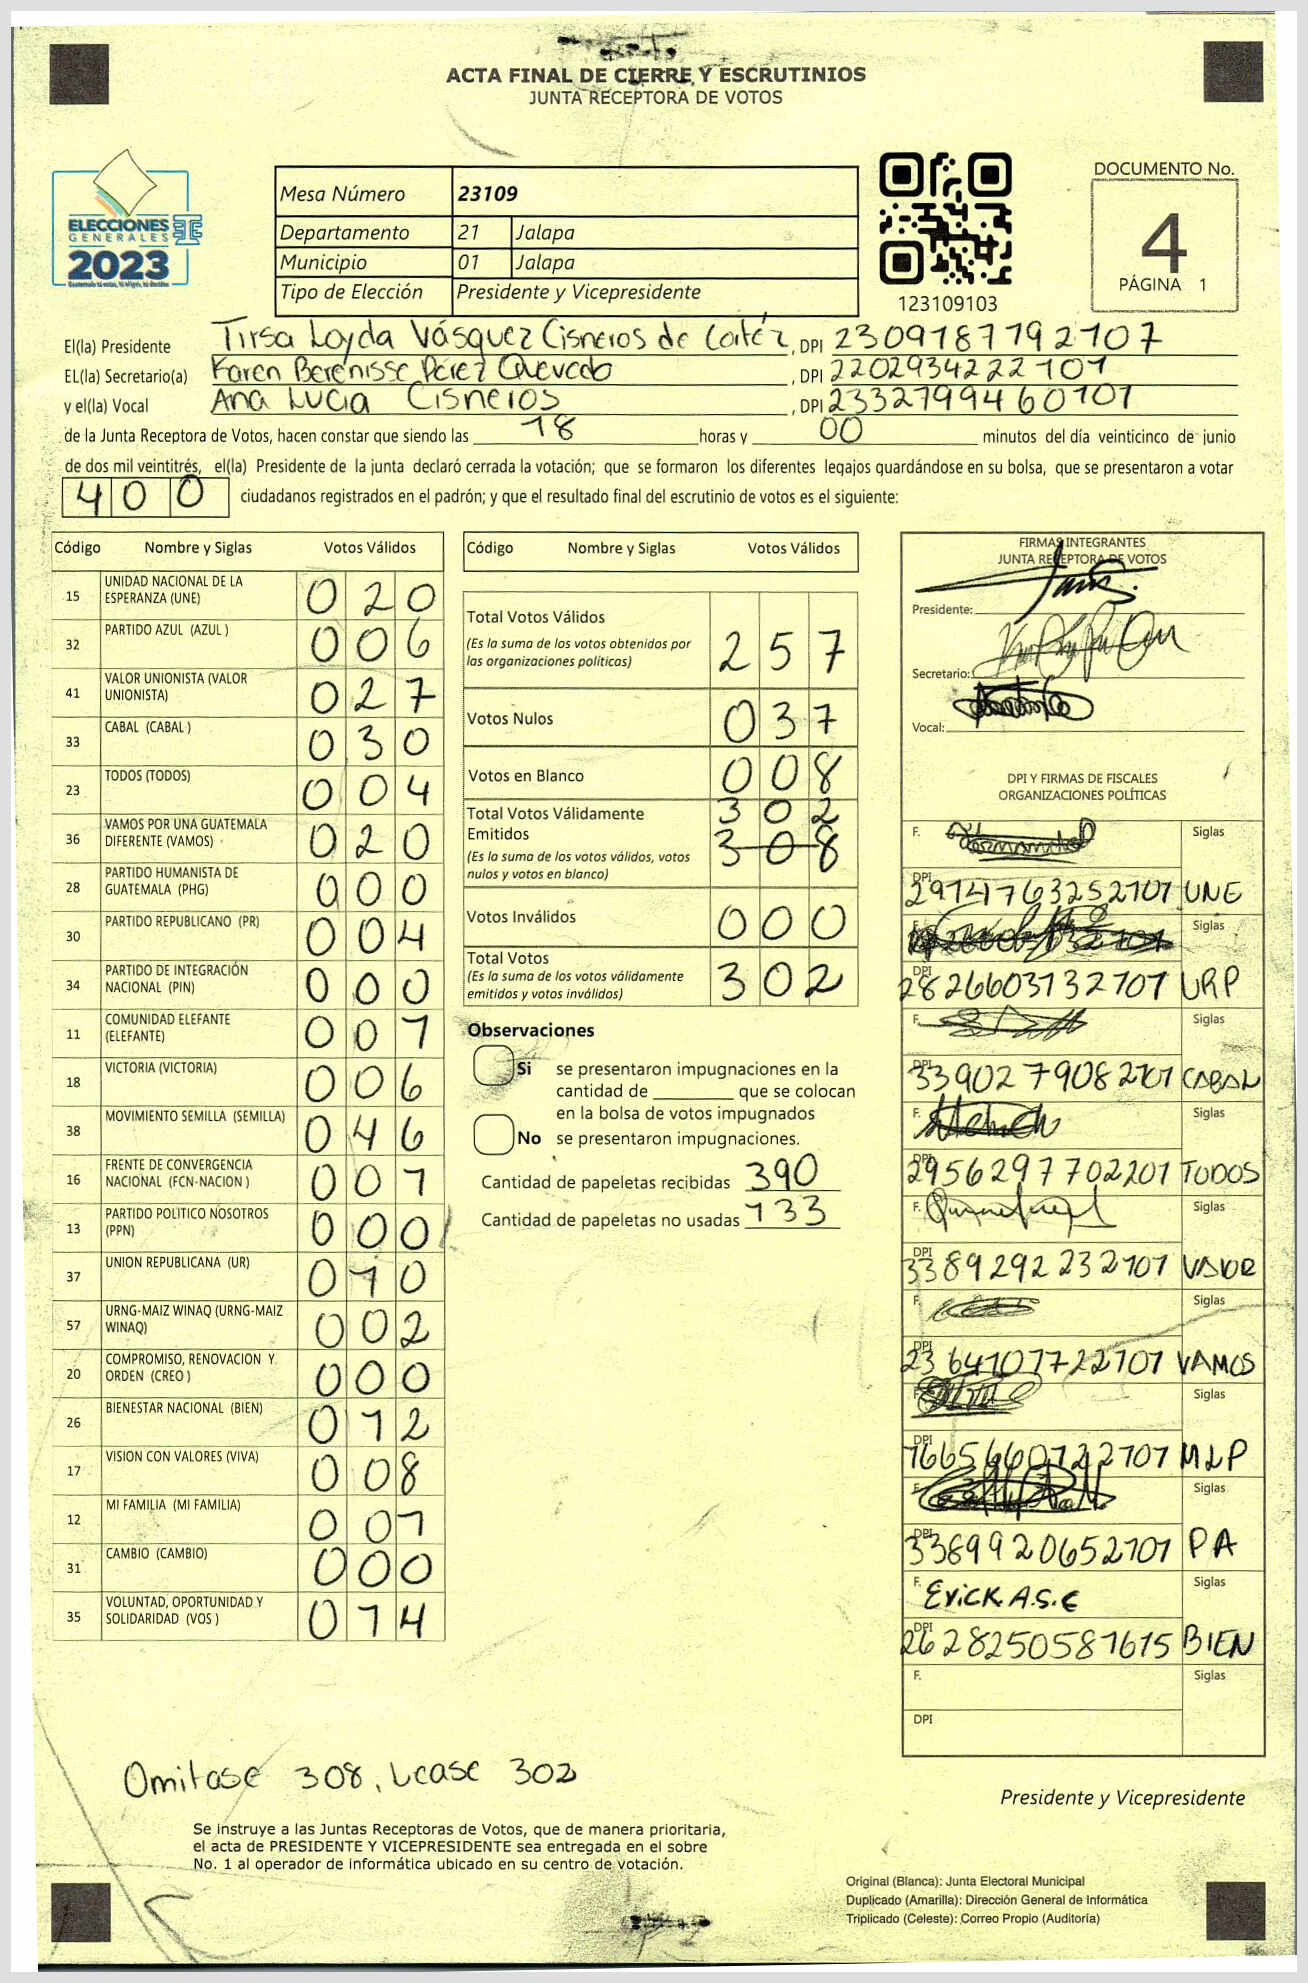 ACTA FINAL DE CIERRE Y ESCRUTINIOS
JUNTA RECEPTORA DE VOTOS
ELECCIONES
GENERALES
2023
Mesa Número 23109
Departamento 21 Jalapa
Municipio 01 Jalapa
Tipo de Elección Presidente y Vicepresidente
123109103
DOCUMENTO No.
4
PÁGINA 1
El(la) Presidente Tirsa Loyda Vásquez Cisneros de Cortéz, DPI 2309187792107
EL(la) Secretario(a) Karen Berenisse Pérez Quevedo, DPI 2202934222101
y el(la) Vocal Ana Lucia Cisneros, DPI 2332799460101
de la Junta Receptora de Votos, hacen constar que siendo las 18 horas y 00 minutos del día veinticinco de junio
de dos mil veintitrés, el(la) Presidente de la junta declaró cerrada la votación; que se formaron los diferentes legajos guardándose en su bolsa, que se presentaron a votar
400 ciudadanos registrados en el padrón; y que el resultado final del escrutinio de votos es el siguiente:
Código Nombre y Siglas Votos Válidos
15 UNIDAD NACIONAL DE LA ESPERANZA (UNE) 020
32 PARTIDO AZUL (AZUL ) 006
41 VALOR UNIONISTA (VALOR UNIONISTA) 027
33 CABAL (CABAL ) 030
23 TODOS (TODOS) 004
36 VAMOS POR UNA GUATEMALA DIFERENTE (VAMOS) 020
28 PARTIDO HUMANISTA DE GUATEMALA (PHG) 000
30 PARTIDO REPUBLICANO (PR) 004
34 PARTIDO DE INTEGRACIÓN NACIONAL (PIN) 000
11 COMUNIDAD ELEFANTE (ELEFANTE) 001
18 VICTORIA (VICTORIA) 006
38 MOVIMIENTO SEMILLA (SEMILLA) 046
16 FRENTE DE CONVERGENCIA NACIONAL (FCN-NACION ) 001
13 PARTIDO POLITICO NOSOTROS (PPN) 000
37 UNION REPUBLICANA (UR) 010
57 URNG-MAIZ WINAQ (URNG-MAIZ WINAQ) 002
20 COMPROMISO, RENOVACION Y ORDEN (CREO ) 000
26 BIENESTAR NACIONAL (BIEN) 012
17 VISION CON VALORES (VIVA) 008
12 MI FAMILIA (MI FAMILIA) 001
31 CAMBIO (CAMBIO) 000
35 VOLUNTAD, OPORTUNIDAD Y SOLIDARIDAD (VOS ) 014
Código Nombre y Siglas Votos Válidos
Total Votos Válidos 257
(Es la suma de los votos obtenidos por
las organizaciones políticas)
Votos Nulos 037
Votos en Blanco 008
Total Votos Válidamente 302
Emitidos 308
(Es la suma de los votos válidos, votos
nulos y votos en blanco)
Votos Inválidos 000
Total Votos 302
(Es la suma de los votos válidamente
emitidos y votos inválidos)
Observaciones
Si se presentaron impugnaciones en la
cantidad de ________ que se colocan
en la bolsa de votos impugnados
No se presentaron impugnaciones.
Cantidad de papeletas recibidas 390
Cantidad de papeletas no usadas 133
FIRMAS INTEGRANTES
JUNTA RECEPTORA DE VOTOS
Presidente:
Secretario:
Vocal:
DPI Y FIRMAS DE FISCALES
ORGANIZACIONES POLÍTICAS
F. Siglas
DPI 2914763252101 UNE
F. Siglas
DPI 2826603132101 URP
F. Siglas
DPI 3390279082101 CABAL
F. Siglas
DPI 2956297702201 TODOS
F. Siglas
DPI 3389292232101 VALOR
F. Siglas
DPI 2364107722101 VAMOS
F. Siglas
DPI 1665660722101 MLP
F. Siglas
DPI 3389920652101 PA
F. Erick A.S.E Siglas
DPI 2628250581615 BIEN
F. Siglas
DPI
Omitase 308, Lease 302
Presidente y Vicepresidente
Se instruye a las Juntas Receptoras de Votos, que de manera prioritaria,
el acta de PRESIDENTE Y VICEPRESIDENTE sea entregada en el sobre
No. 1 al operador de informática ubicado en su centro de votación.
Original (Blanca): Junta Electoral Municipal
Duplicado (Amarilla): Dirección General de Informática
Triplicado (Celeste): Correo Propio (Auditoría)